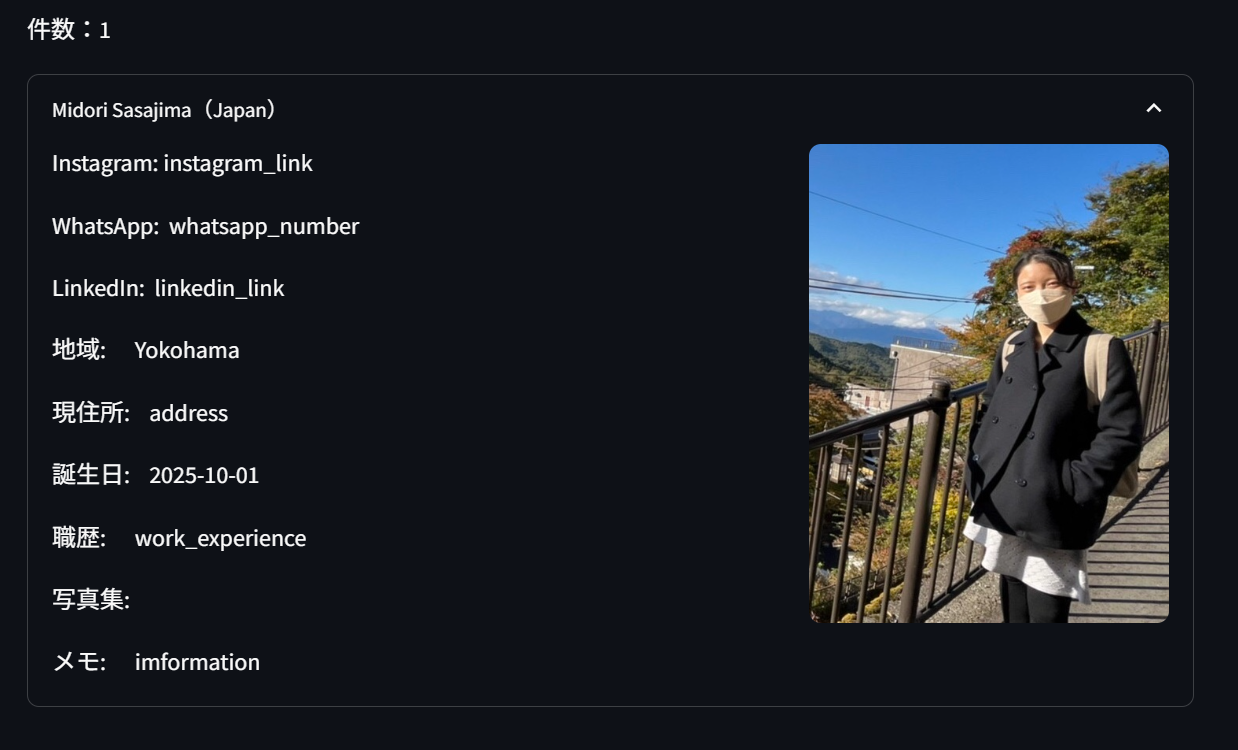 件数：1
Midori Sasajima（Japan）
Instagram: instagram_link
WhatsApp: whatsapp_number
LinkedIn: linkedin_link
地域: Yokohama
現住所: address
誕生日: 2025-10-01
職歴: work_experience
写真集:
メモ: imformation